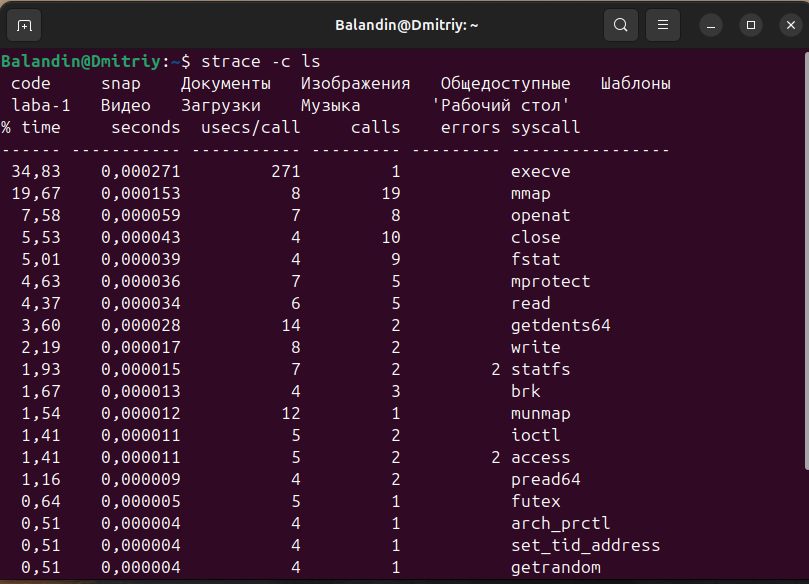 Balandin@Dmitriy: ~
Balandin@Dmitriy:~$ strace -c ls
code     snap    Документы   Изображения   Общедоступные   Шаблоны
laba-1   Видео   Загрузки    Музыка       'Рабочий стол'
% time     seconds  usecs/call     calls    errors syscall
------ ----------- ----------- --------- --------- ----------------
 34,83    0,000271         271         1           execve
 19,67    0,000153           8        19           mmap
  7,58    0,000059           7         8           openat
  5,53    0,000043           4        10           close
  5,01    0,000039           4         9           fstat
  4,63    0,000036           7         5           mprotect
  4,37    0,000034           6         5           read
  3,60    0,000028          14         2           getdents64
  2,19    0,000017           8         2           write
  1,93    0,000015           7         2         2 statfs
  1,67    0,000013           4         3           brk
  1,54    0,000012          12         1           munmap
  1,41    0,000011           5         2           ioctl
  1,41    0,000011           5         2         2 access
  1,16    0,000009           4         2           pread64
  0,64    0,000005           5         1           futex
  0,51    0,000004           4         1           arch_prctl
  0,51    0,000004           4         1           set_tid_address
  0,51    0,000004           4         1           getrandom